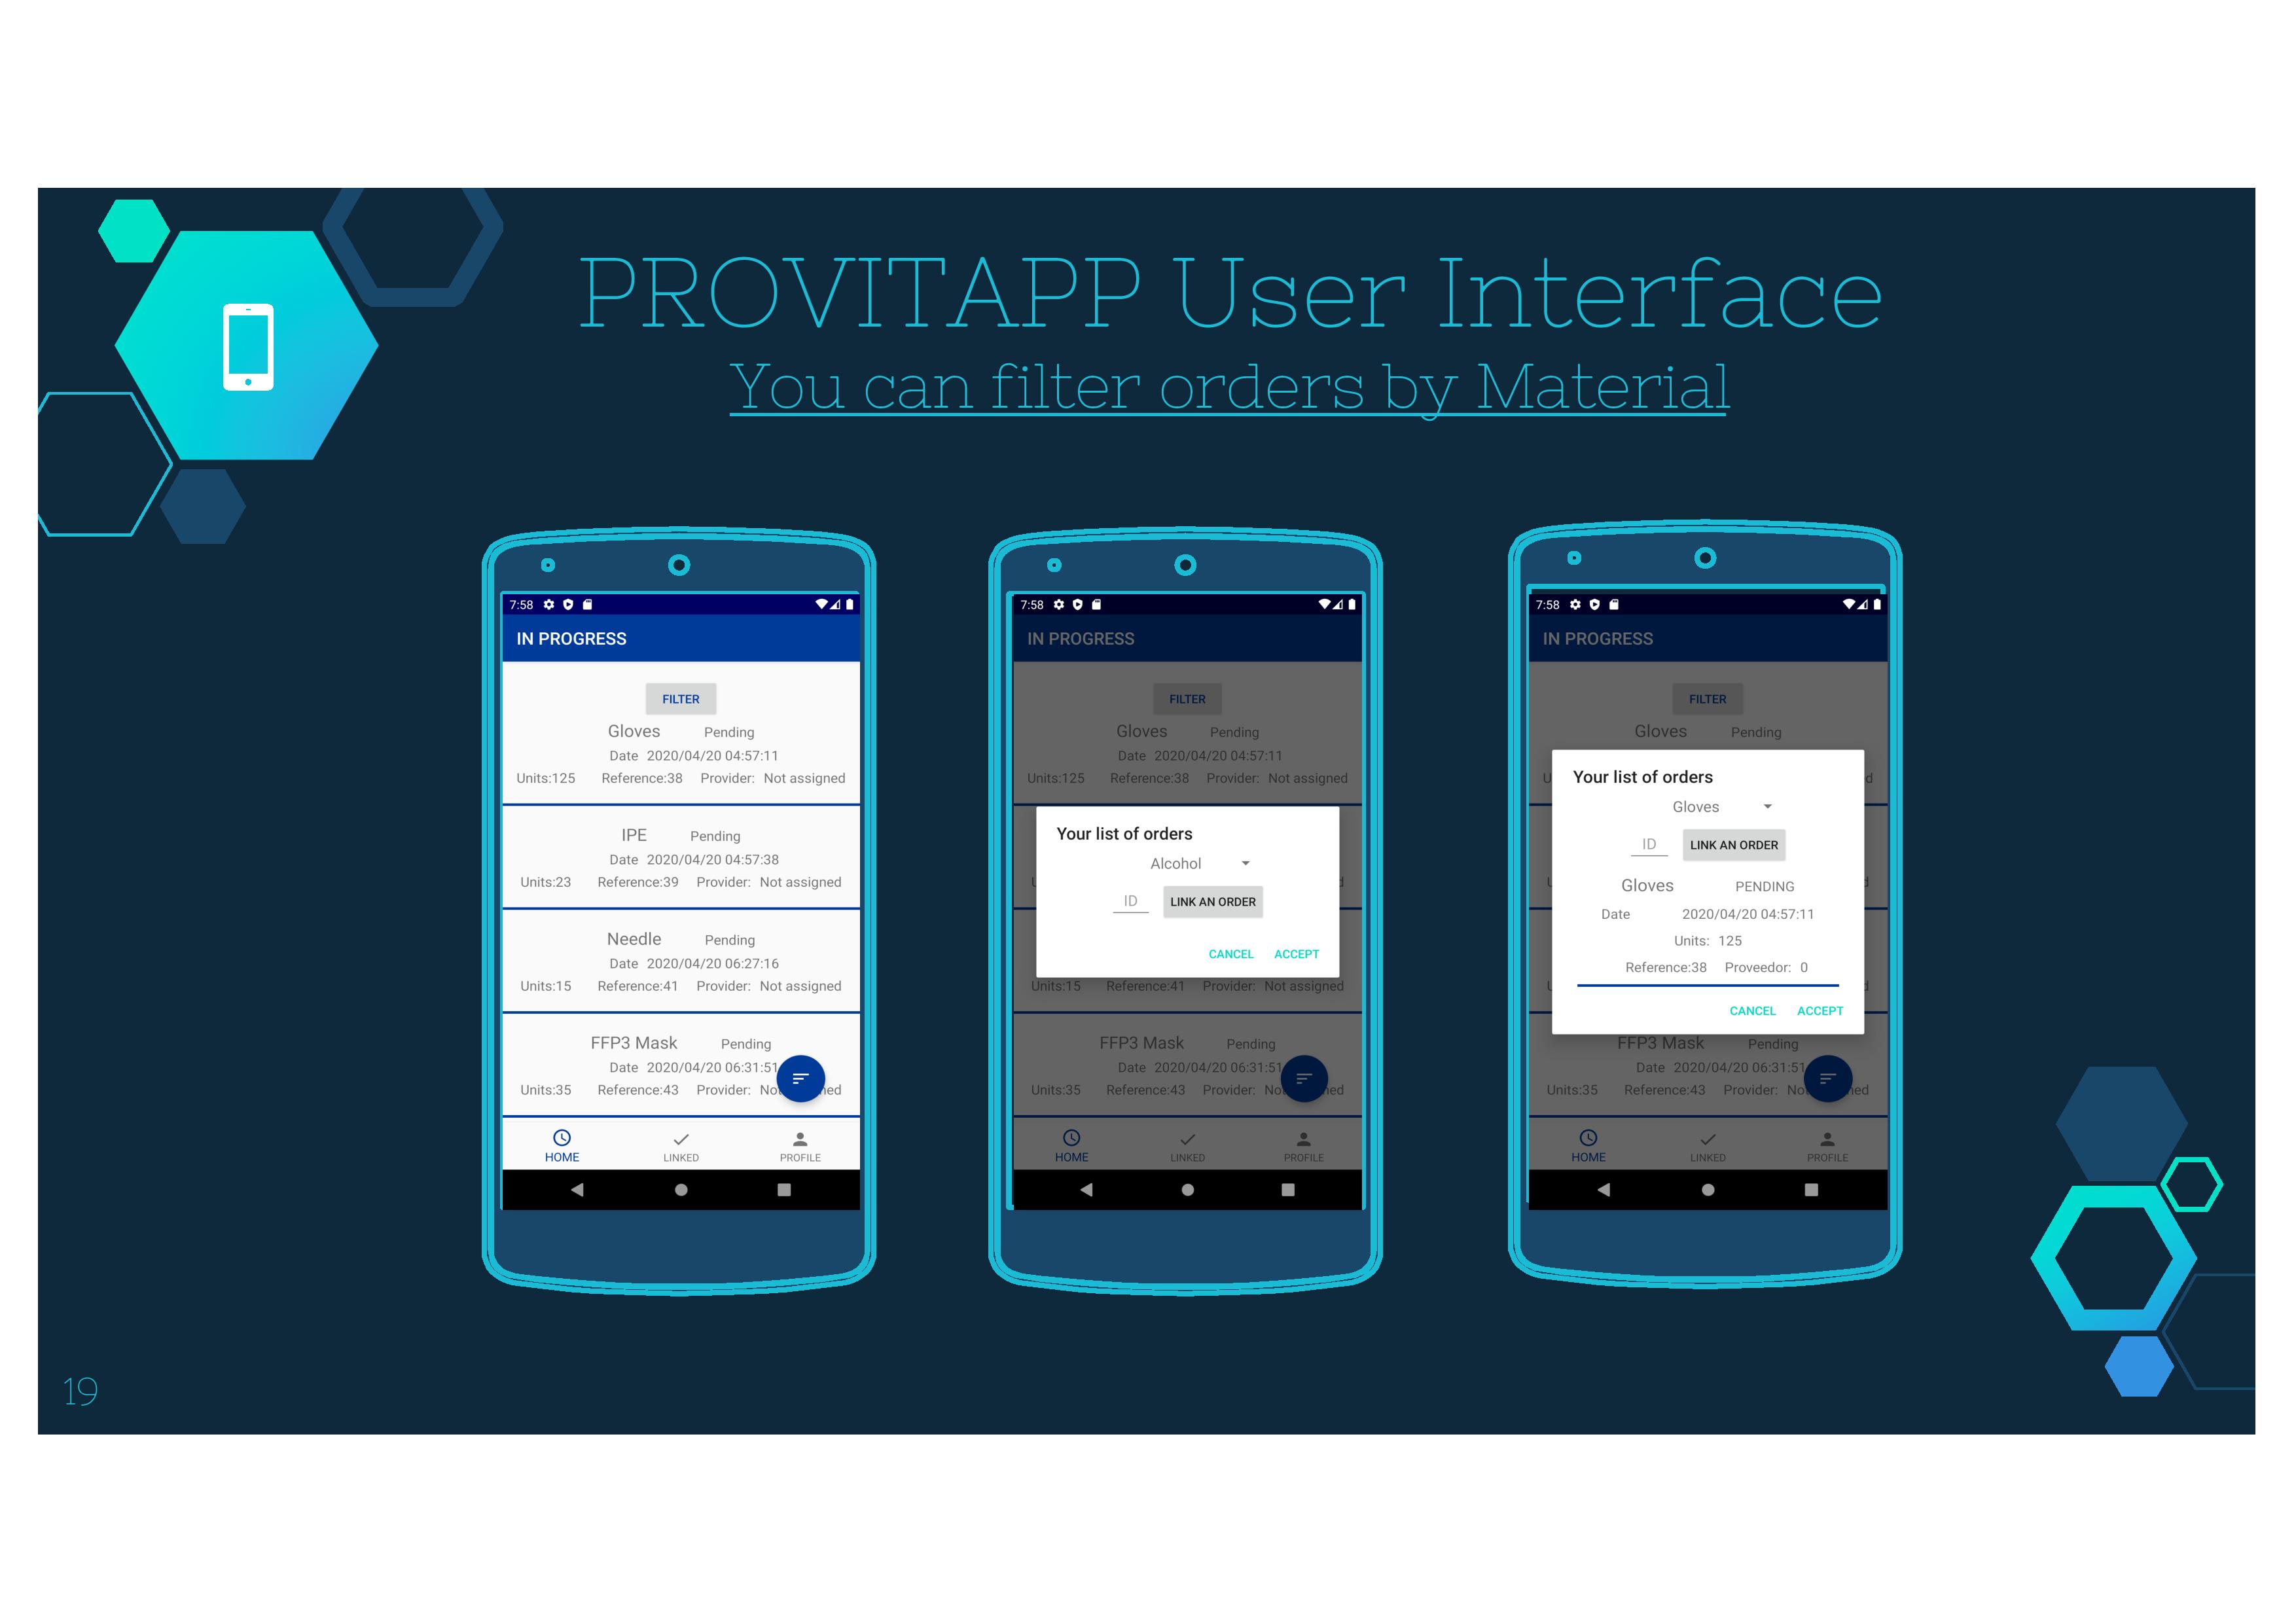 PROVITAPP User Interface
You can filter orders by Material
7:58
IN PROGRESS
FILTER
Gloves Pending
Date 2020/04/20 04:57:11
Units:125 Reference:38 Provider: Not assigned
IPE Pending
Date 2020/04/20 04:57:38
Units:23 Reference:39 Provider: Not assigned
Needle Pending
Date 2020/04/20 06:27:16
Units:15 Reference:41 Provider: Not assigned
FFP3 Mask Pending
Date 2020/04/20 06:31:51
Units:35 Reference:43 Provider:
HOME LINKED PROFILE
7:58
IN PROGRESS
FILTER
Gloves Pending
Date 2020/04/20 04:57:11
Units:125 Reference:38 Provider: Not assigned
Your list of orders
Alcohol
ID LINK AN ORDER
CANCEL ACCEPT
Units:15 Reference:41 Provider: Not assigned
FFP3 Mask Pending
Date 2020/04/20 06:31:51
Units:35 Reference:43 Provider:
HOME LINKED PROFILE
7:58
IN PROGRESS
FILTER
Gloves Pending
Your list of orders
Gloves
ID LINK AN ORDER
Gloves PENDING
Date 2020/04/20 04:57:11
Units: 125
Reference:38 Proveedor: 0
CANCEL ACCEPT
FFP3 Mask Pending
Date 2020/04/20 06:31:51
Units:35 Reference:43 Provider:
HOME LINKED PROFILE
19